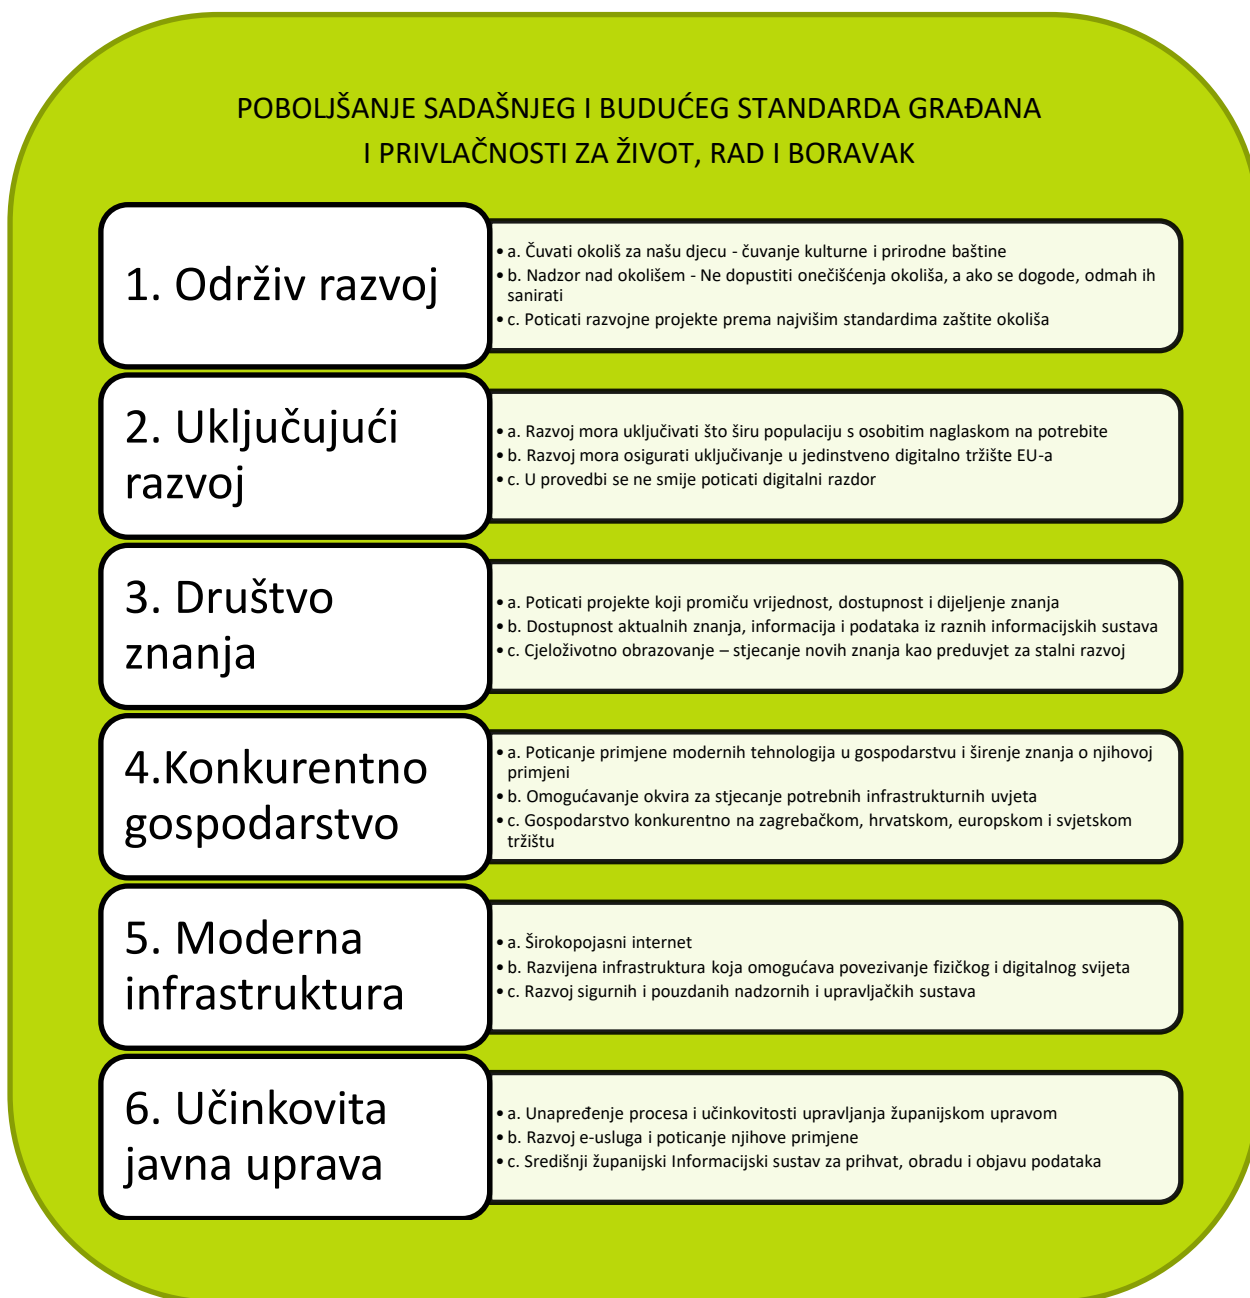 POBOLJŠANJE SADAŠNJEG I BUDUĆEG STANDARDA GRAĐANA
I PRIVLAČNOSTI ZA ŽIVOT, RAD I BORAVAK
1. Održiv razvoj
• a. Čuvati okoliš za našu djecu - čuvanje kulturne i prirodne baštine
• b. Nadzor nad okolišem - Ne dopustiti onečišćenja okoliša, a ako se dogode, odmah ih
sanirati
• c. Poticati razvojne projekte prema najvišim standardima zaštite okoliša
2. Uključujući
razvoj
• a. Razvoj mora uključivati što širu populaciju s osobitim naglaskom na potrebite
• b. Razvoj mora osigurati uključivanje u jedinstveno digitalno tržište EU-a
• c. U provedbi se ne smije poticati digitalni razdor
3. Društvo
znanja
• a. Poticati projekte koji promiču vrijednost, dostupnost i dijeljenje znanja
• b. Dostupnost aktualnih znanja, informacija i podataka iz raznih informacijskih sustava
• c. Cjeloživotno obrazovanje – stjecanje novih znanja kao preduvjet za stalni razvoj
4.Konkurentno
gospodarstvo
• a. Poticanje primjene modernih tehnologija u gospodarstvu i širenje znanja o njihovoj
primjeni
• b. Omogućavanje okvira za stjecanje potrebnih infrastrukturnih uvjeta
• c. Gospodarstvo konkurentno na zagrebačkom, hrvatskom, europskom i svjetskom
tržištu
5. Moderna
infrastruktura
• a. Širokopojasni internet
• b. Razvijena infrastruktura koja omogućava povezivanje fizičkog i digitalnog svijeta
• c. Razvoj sigurnih i pouzdanih nadzornih i upravljačkih sustava
6. Učinkovita
javna uprava
• a. Unapređenje procesa i učinkovitosti upravljanja županijskom upravom
• b. Razvoj e-usluga i poticanje njihove primjene
• c. Središnji županijski Informacijski sustav za prihvat, obradu i objavu podataka